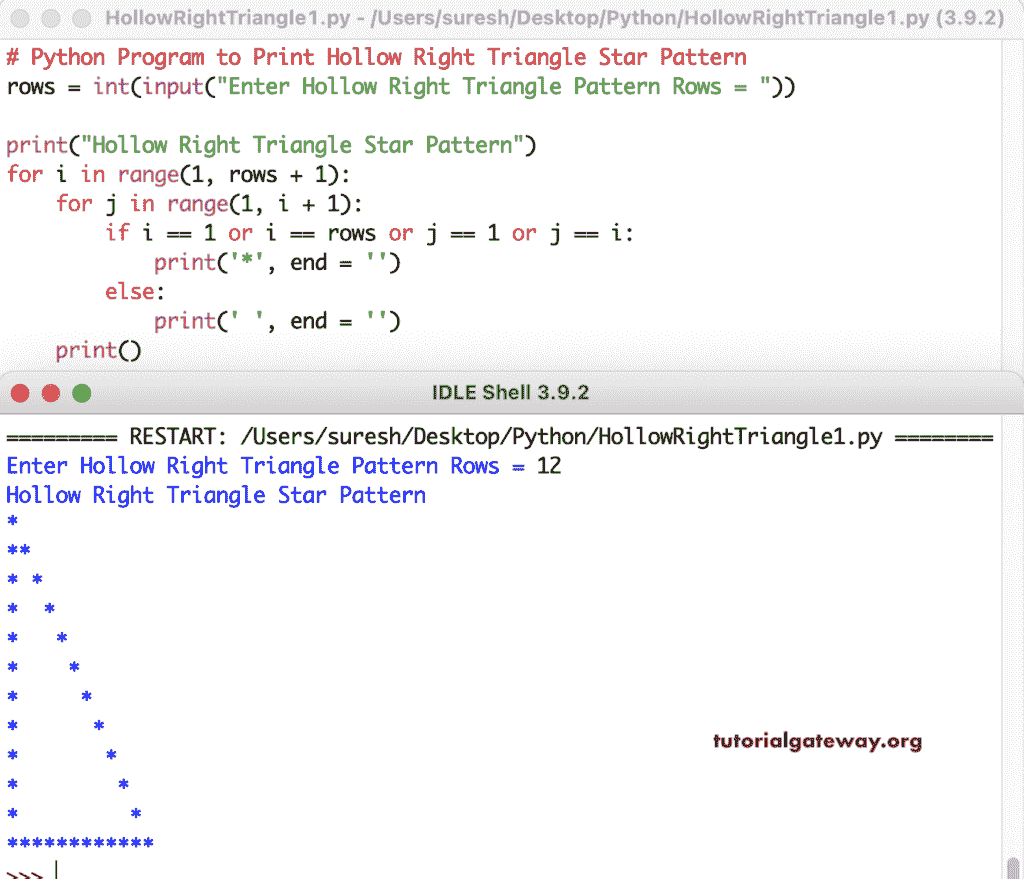 HollowRightTriangle1.py - /Users/suresh/Desktop/Python/HollowRightTriangle1.py (3.9.2)
# Python Program to Print Hollow Right Triangle Star Pattern
rows = int(input("Enter Hollow Right Triangle Pattern Rows = "))

print("Hollow Right Triangle Star Pattern")
for i in range(1, rows + 1):
    for j in range(1, i + 1):
        if i == 1 or i == rows or j == 1 or j == i:
            print('*', end = '')
        else:
            print(' ', end = '')
    print()
IDLE Shell 3.9.2
========= RESTART: /Users/suresh/Desktop/Python/HollowRightTriangle1.py ========
Enter Hollow Right Triangle Pattern Rows = 12
Hollow Right Triangle Star Pattern
*
**
* *
*  *
*   *
*    *
*     *
*      *
*       *
tutorialgateway.org
*        *
*         *
************
>>>